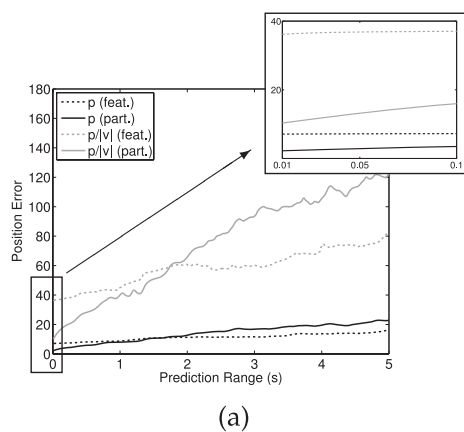 40
20
0.01 0.05 0.1
180
160
140
120
100
80
60
40
20
0
Position Error
p (feat.)
p (part.)
p/|v| (feat.)
p/|v| (part.)
0 1 2 3 4 5
Prediction Range (s)
(a)